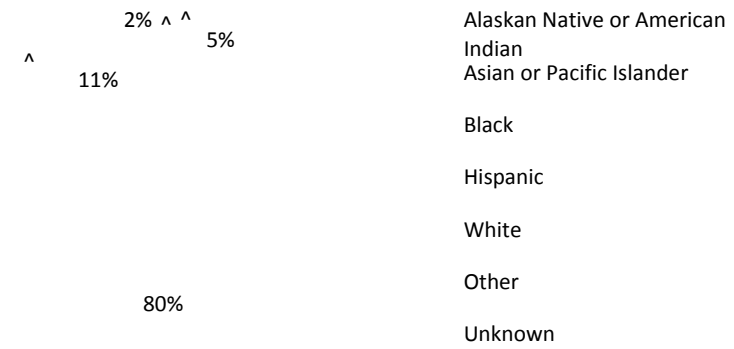 2% ^ ^
5%
^
11%
80%
Alaskan Native or American
Indian
Asian or Pacific Islander
Black
Hispanic
White
Other
Unknown